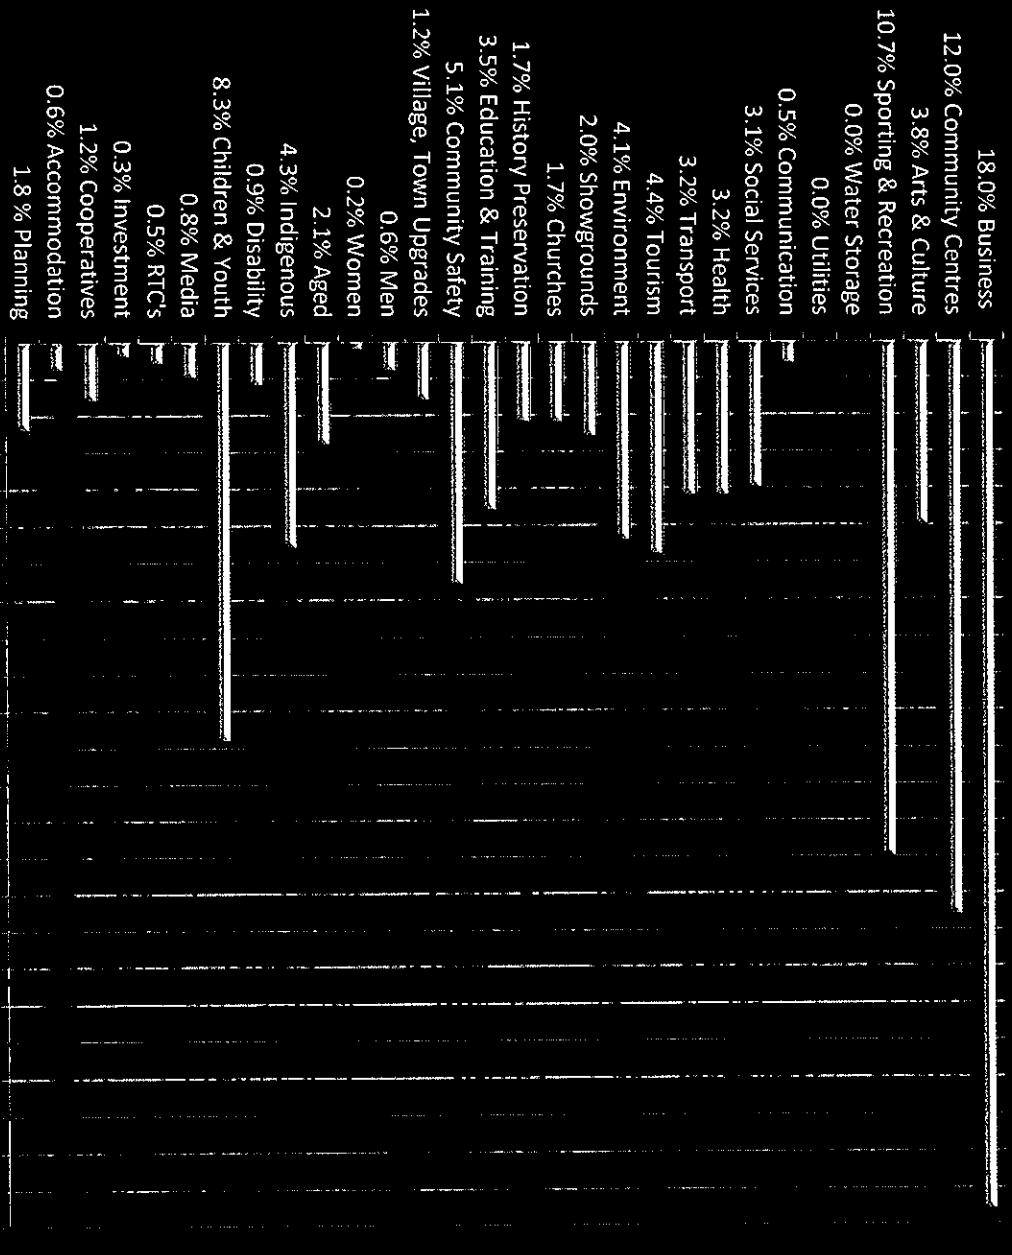 18.0% Business
12.0% Community Centres
3.8% Arts & Culture
10.7% Sporting & Recreation
0.0% Water Storage
0.0% Utilities
0.5% Communication
3.1% Social Services
3.2% Health
3.2% Transport
4.4% Tourism
4.1% Environment
2.0% Showgrounds
1.7% Churches
1.7% History Preservation
3.5% Education & Training
5.1% Community Safety
1.2% Village, Town Upgrades
0.6% Men
0.2% Women
2.1% Aged
4.3% Indigenous
0.9% Disability
8.3% Children & Youth
0.8% Media
0.5% RTC's
0.3% Investment
1.2% Cooperatives
0.6% Accommodation
1.8 % Planning